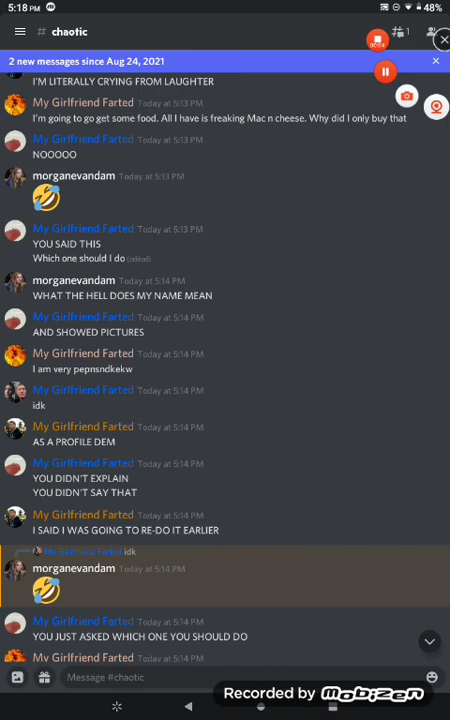 5:18 PM
48%
# chaotic
1
00:04
2 new messages since Aug 24, 2021
I'M LITERALLY CRYING FROM LAUGHTER
My Girlfriend Farted Today at 5:13 PM
I'm going to go get some food. All I have is freaking Mac n cheese. Why did I only buy that
My Girlfriend Farted Today at 5:13 PM
NOOOOO
morganevandam Today at 5:13 PM
My Girlfriend Farted Today at 5:13 PM
YOU SAID THIS
Which one should I do (edited)
morganevandam Today at 5:14 PM
WHAT THE HELL DOES MY NAME MEAN
My Girlfriend Farted Today at 5:14 PM
AND SHOWED PICTURES
My Girlfriend Farted Today at 5:14 PM
I am very pepnsndkekw
My Girlfriend Farted Today at 5:14 PM
idk
My Girlfriend Farted Today at 5:14 PM
AS A PROFILE DEM
My Girlfriend Farted Today at 5:14 PM
YOU DIDN'T EXPLAIN
YOU DIDN'T SAY THAT
My Girlfriend Farted Today at 5:14 PM
I SAID I WAS GOING TO RE-DO IT EARLIER
My Girlfriend Farted idk
morganevandam Today at 5:14 PM
My Girlfriend Farted Today at 5:14 PM
YOU JUST ASKED WHICH ONE YOU SHOULD DO
My Girlfriend Farted Today at 5:14 PM
Message #chaotic
Recorded by Mobizen